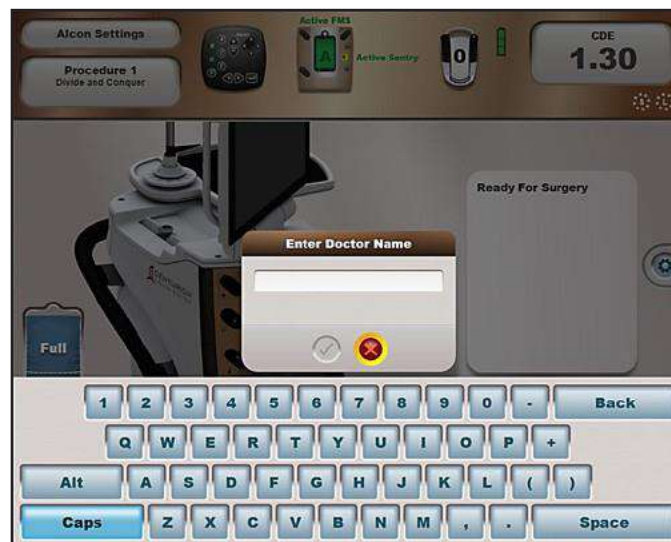 Active FMS
Alcon Settings
CDE
1.30
A
Active Sentry
0
Procedure 1
Divide and Conquer
Ready For Surgery
Enter Doctor Name
CENTURION
Full
1 2 3 4 5 6 7 8 9 0 - Back
Q W E R T Y U I O P +
Alt A S D F G H J K L ( )
Caps Z X C V B N M , . Space